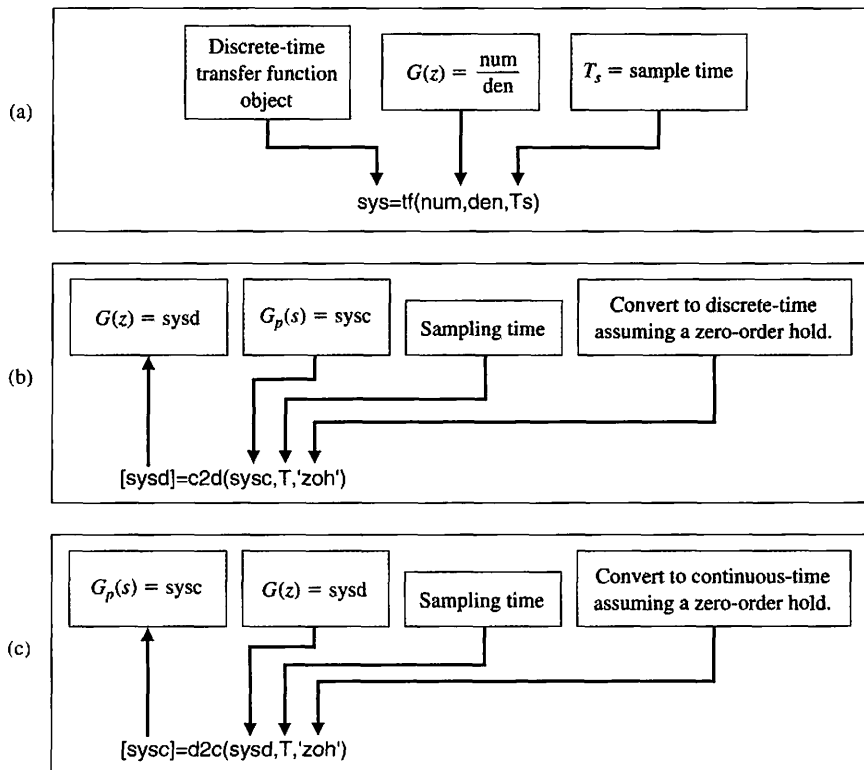 (a)
Discrete-time
transfer function
object
G(z) = num/den
T_s = sample time
sys=tf(num,den,Ts)
(b)
G(z) = sysd
G_p(s) = sysc
Sampling time
Convert to discrete-time
assuming a zero-order hold.
[sysd]=c2d(sysc,T,'zoh')
(c)
G_p(s) = sysc
G(z) = sysd
Sampling time
Convert to continuous-time
assuming a zero-order hold.
[sysc]=d2c(sysd,T,'zoh')